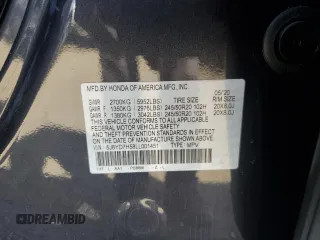 MFD.BY HONDA OF AMERICA MFG.,INC. 05/20
GVWR 2700KG ( 5952LBS) TIRE SIZE RIM SIZE
GAWR F 1350KG ( 2976LBS) 245/50R20 102H 20X8.0J
GAWR R 1380KG ( 3042LBS) 245/50R20 102H 20X8.0J
THIS VEHICLE CONFORMS TO ALL APPLICABLE
FEDERAL MOTOR VEHICLE SAFETY, BUMPER,
AND THEFT PREVENTION STANDARDS IN EFFECT
ON THE DATE OF MANUFACTURE SHOWN ABOVE.
V.I.N.: TYPE: MPV